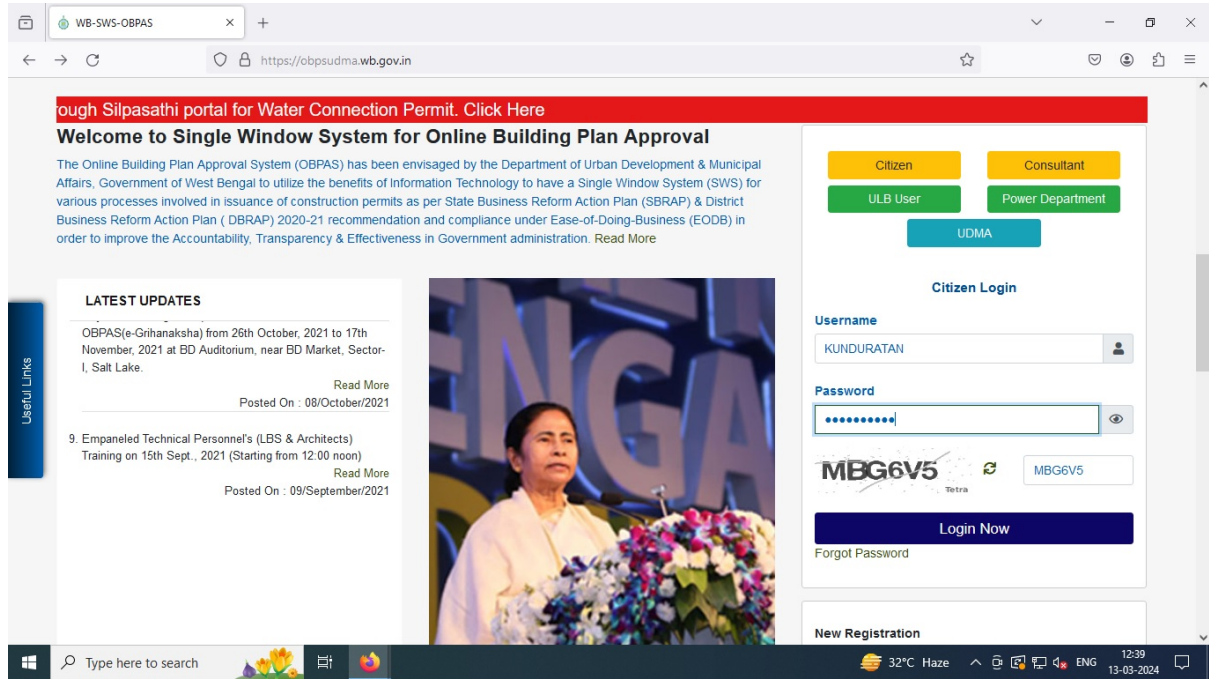 WB-SWS-OBPAS
https://obpsudma.wb.gov.in
rough Silpasathi portal for Water Connection Permit. Click Here
Welcome to Single Window System for Online Building Plan Approval
The Online Building Plan Approval System (OBPAS) has been envisaged by the Department of Urban Development & Municipal
Affairs, Government of West Bengal to utilize the benefits of Information Technology to have a Single Window System (SWS) for
various processes involved in issuance of construction permits as per State Business Reform Action Plan (SBRAP) & District
Business Reform Action Plan ( DBRAP) 2020-21 recommendation and compliance under Ease-of-Doing-Business (EODB) in
order to improve the Accountability, Transparency & Effectiveness in Government administration. Read More
Useful Links
LATEST UPDATES
OBPAS(e-Grihanaksha) from 26th October, 2021 to 17th
November, 2021 at BD Auditorium, near BD Market, Sector-
I, Salt Lake.
Read More
Posted On : 08/October/2021
9. Empaneled Technical Personnel's (LBS & Architects)
Training on 15th Sept., 2021 (Starting from 12:00 noon)
Read More
Posted On : 09/September/2021
ENGA
Citizen
Consultant
ULB User
Power Department
UDMA
Citizen Login
Username
KUNDURATAN
Password
MBG6V5
Tetra
MBG6V5
Login Now
Forgot Password
New Registration
Type here to search
32°C Haze
ENG
12:39
13-03-2024